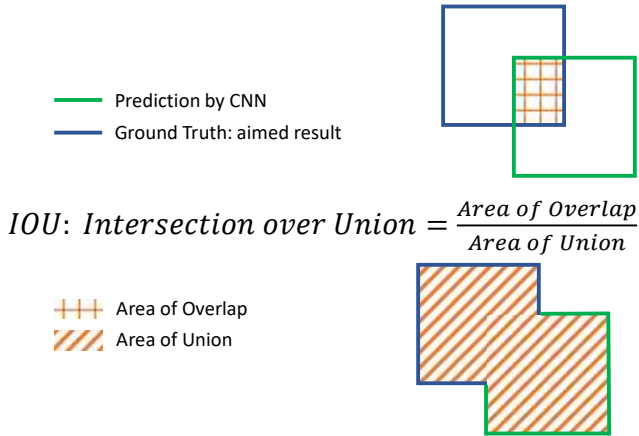 Prediction by CNN
Ground Truth: aimed result
IOU: Intersection over Union = Area of Overlap / Area of Union
Area of Overlap
Area of Union